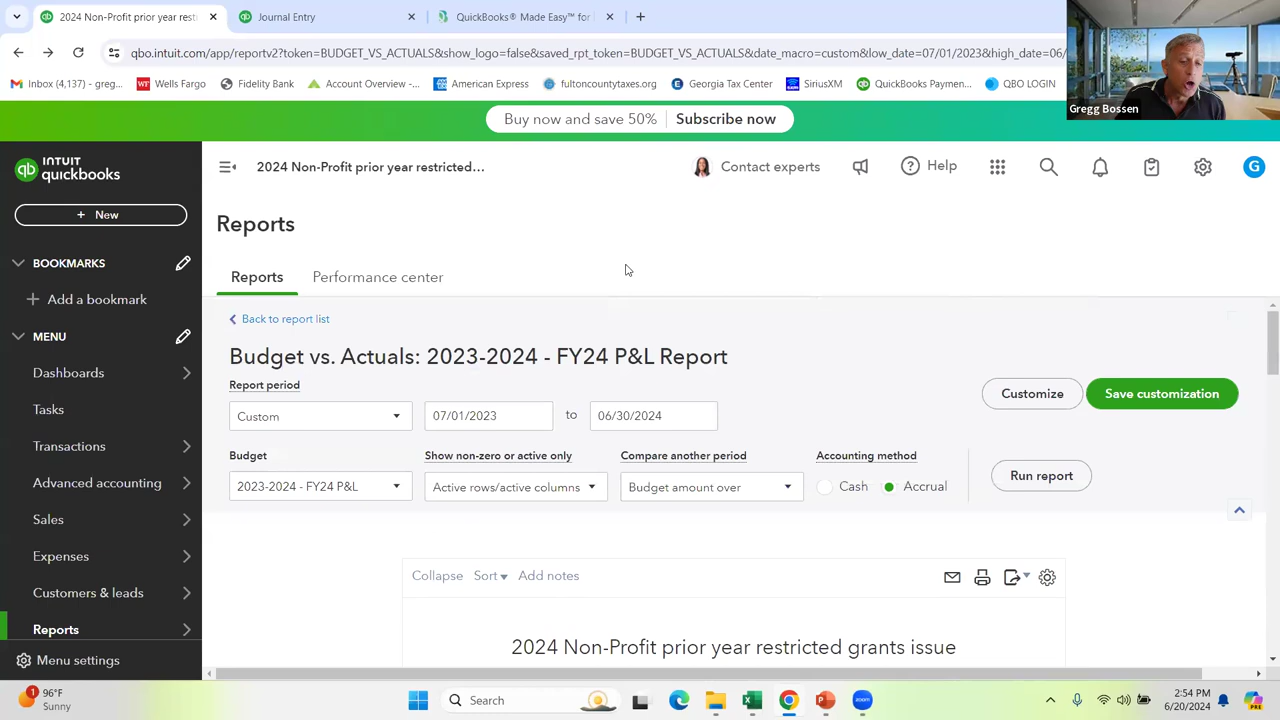 2024 Non-Profit prior year rest
Journal Entry
QuickBooks® Made Easy™ for
qbo.intuit.com/app/reportv2?token=BUDGET_VS_ACTUALS&show_logo=false&saved_rpt_token=BUDGET_VS_ACTUALS&date_macro=custom&low_date=07/01/2023&high_date=06/
Inbox (4,137) - greg...
Wells Fargo
Fidelity Bank
Account Overview -...
American Express
fultoncountytaxes.org
Georgia Tax Center
SiriusXM
QuickBooks Paymen...
QBO LOGIN
Gregg Bossen
Buy now and save 50% Subscribe now
INTUIT
quickbooks
2024 Non-Profit prior year restricted...
Contact experts
Help
G
+ New
Reports
BOOKMARKS
Add a bookmark
Reports
Performance center
MENU
Back to report list
Dashboards
Budget vs. Actuals: 2023-2024 - FY24 P&L Report
Report period
Customize
Save customization
Tasks
Custom
07/01/2023
to
06/30/2024
Transactions
Budget
Show non-zero or active only
Compare another period
Accounting method
Advanced accounting
2023-2024 - FY24 P&L
Active rows/active columns
Budget amount over
Cash
Accrual
Run report
Sales
Expenses
Collapse
Sort
Add notes
Customers & leads
Reports
2024 Non-Profit prior year restricted grants issue
Menu settings
1
96°F
Sunny
Search
zoom
2:54 PM
6/20/2024
PRE